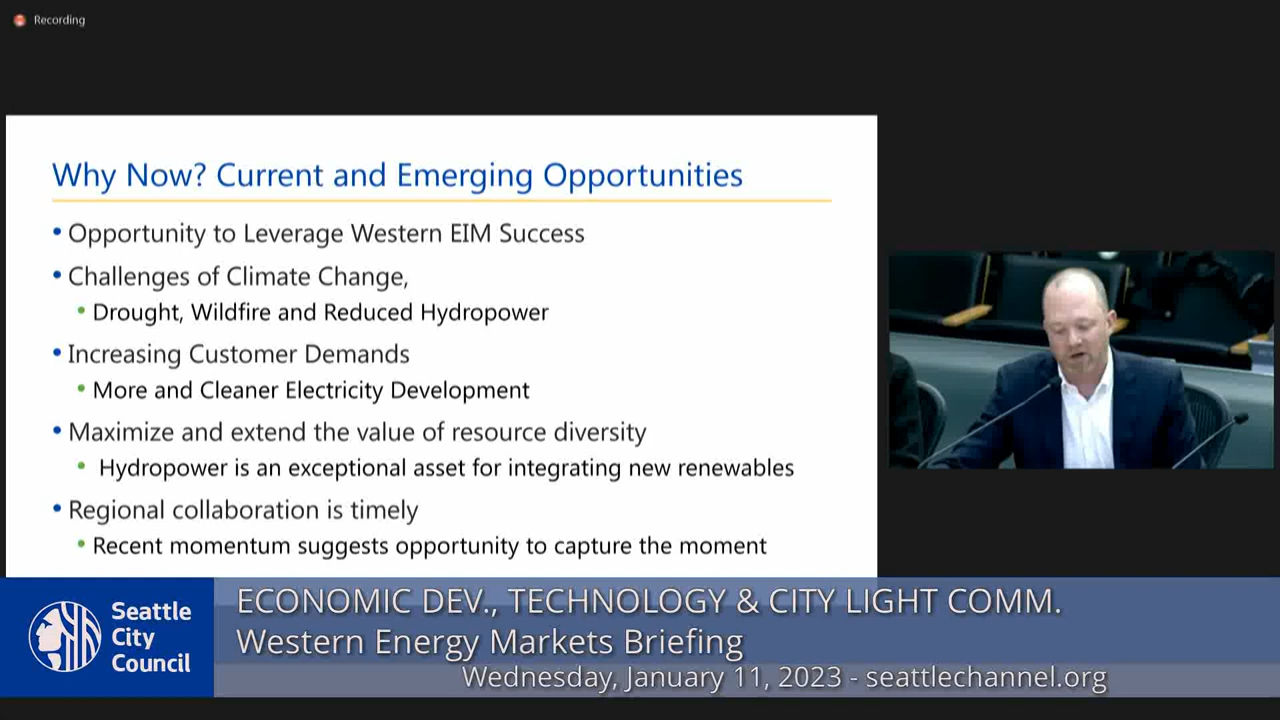 Recording
Why Now? Current and Emerging Opportunities
• Opportunity to Leverage Western EIM Success
• Challenges of Climate Change,
• Drought, Wildfire and Reduced Hydropower
• Increasing Customer Demands
• More and Cleaner Electricity Development
• Maximize and extend the value of resource diversity
• Hydropower is an exceptional asset for integrating new renewables
• Regional collaboration is timely
• Recent momentum suggests opportunity to capture the moment
Seattle
City
Council
ECONOMIC DEV., TECHNOLOGY & CITY LIGHT COMM.
Western Energy Markets Briefing
Wednesday, January 11, 2023 - seattlechannel.org